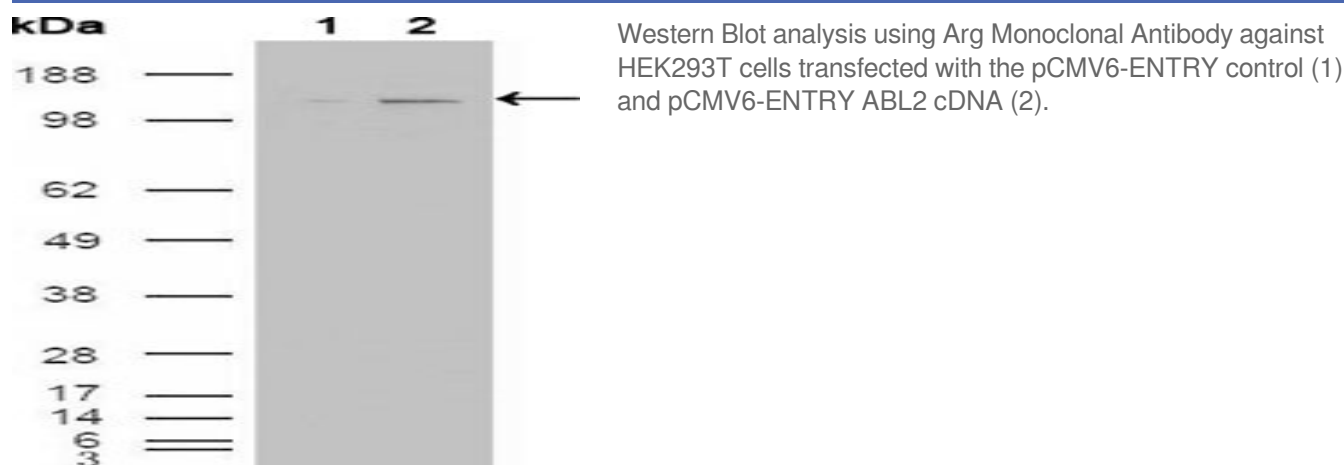 kDa 1 2
188
98
62
49
38
28
17
14
6
3
Western Blot analysis using Arg Monoclonal Antibody against
HEK293T cells transfected with the pCMV6-ENTRY control (1)
and pCMV6-ENTRY ABL2 cDNA (2).